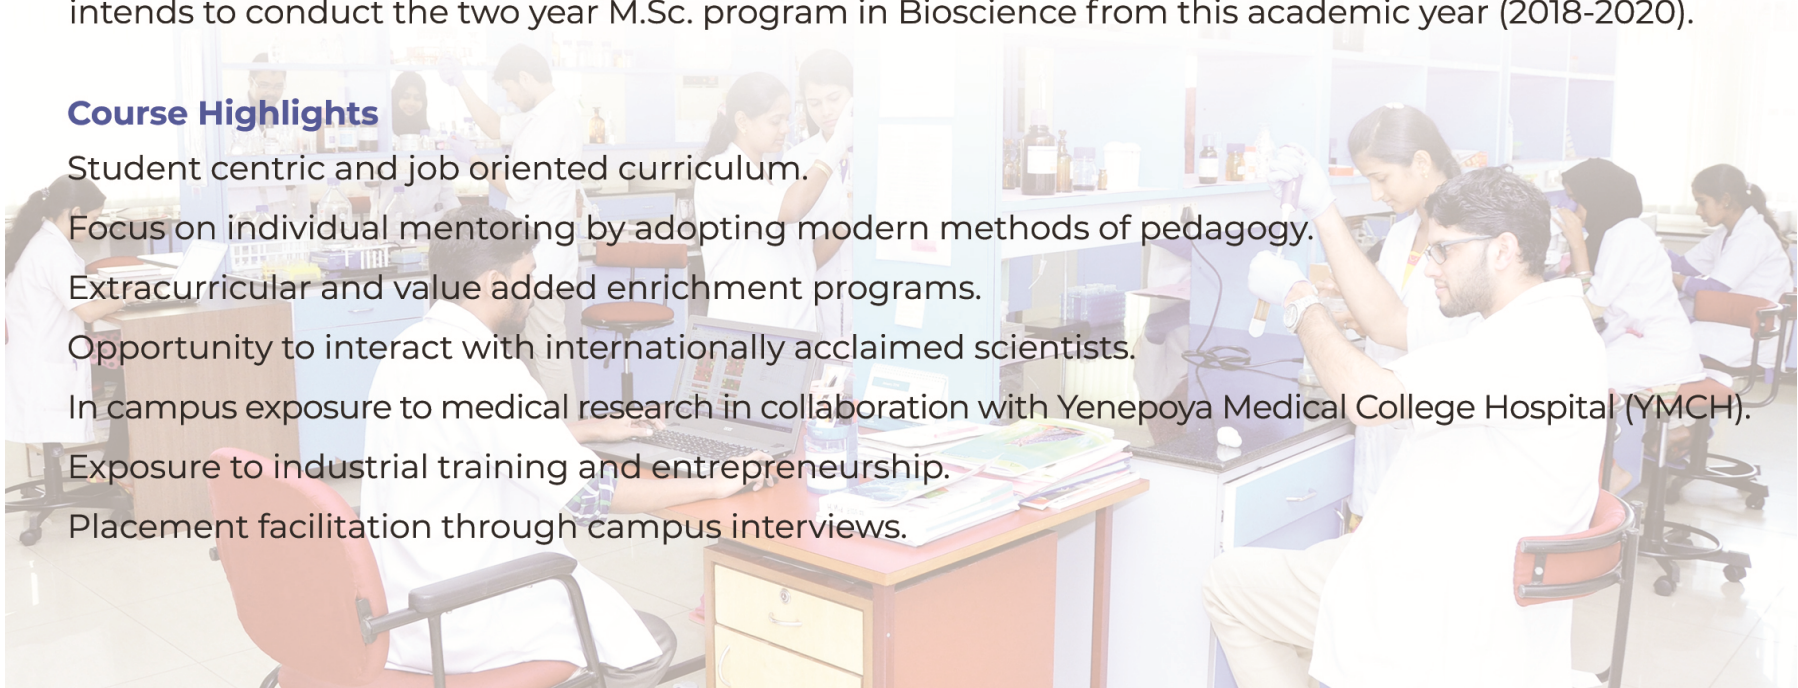 intends to conduct the two year M.Sc. program in Bioscience from this academic year (2018-2020).
Course Highlights
Student centric and job oriented curriculum.
Focus on individual mentoring by adopting modern methods of pedagogy.
Extracurricular and value added enrichment programs.
Opportunity to interact with internationally acclaimed scientists.
In campus exposure to medical research in collaboration with Yenepoya Medical College Hospital (YMCH).
Exposure to industrial training and entrepreneurship.
Placement facilitation through campus interviews.